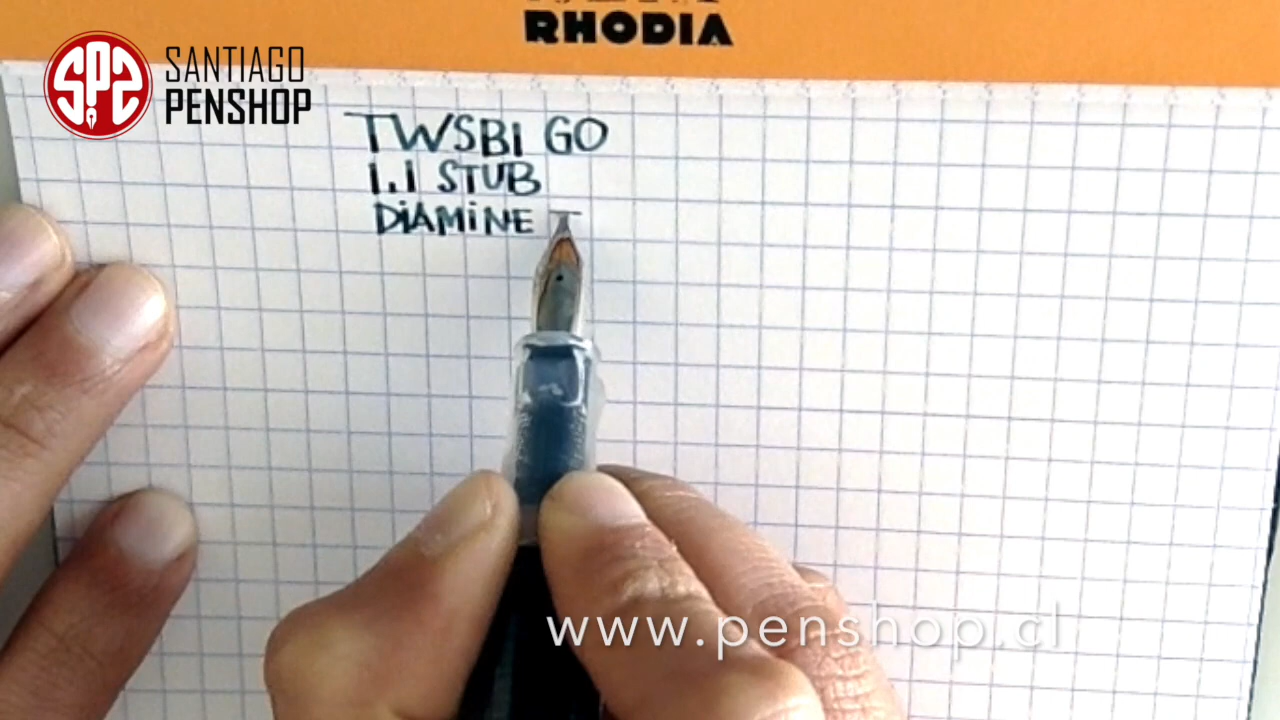 RHODIA
SANTIAGO
PENSHOP
TWSBI GO
1.1 STUB
DIAMINE T
www.penshop.cl